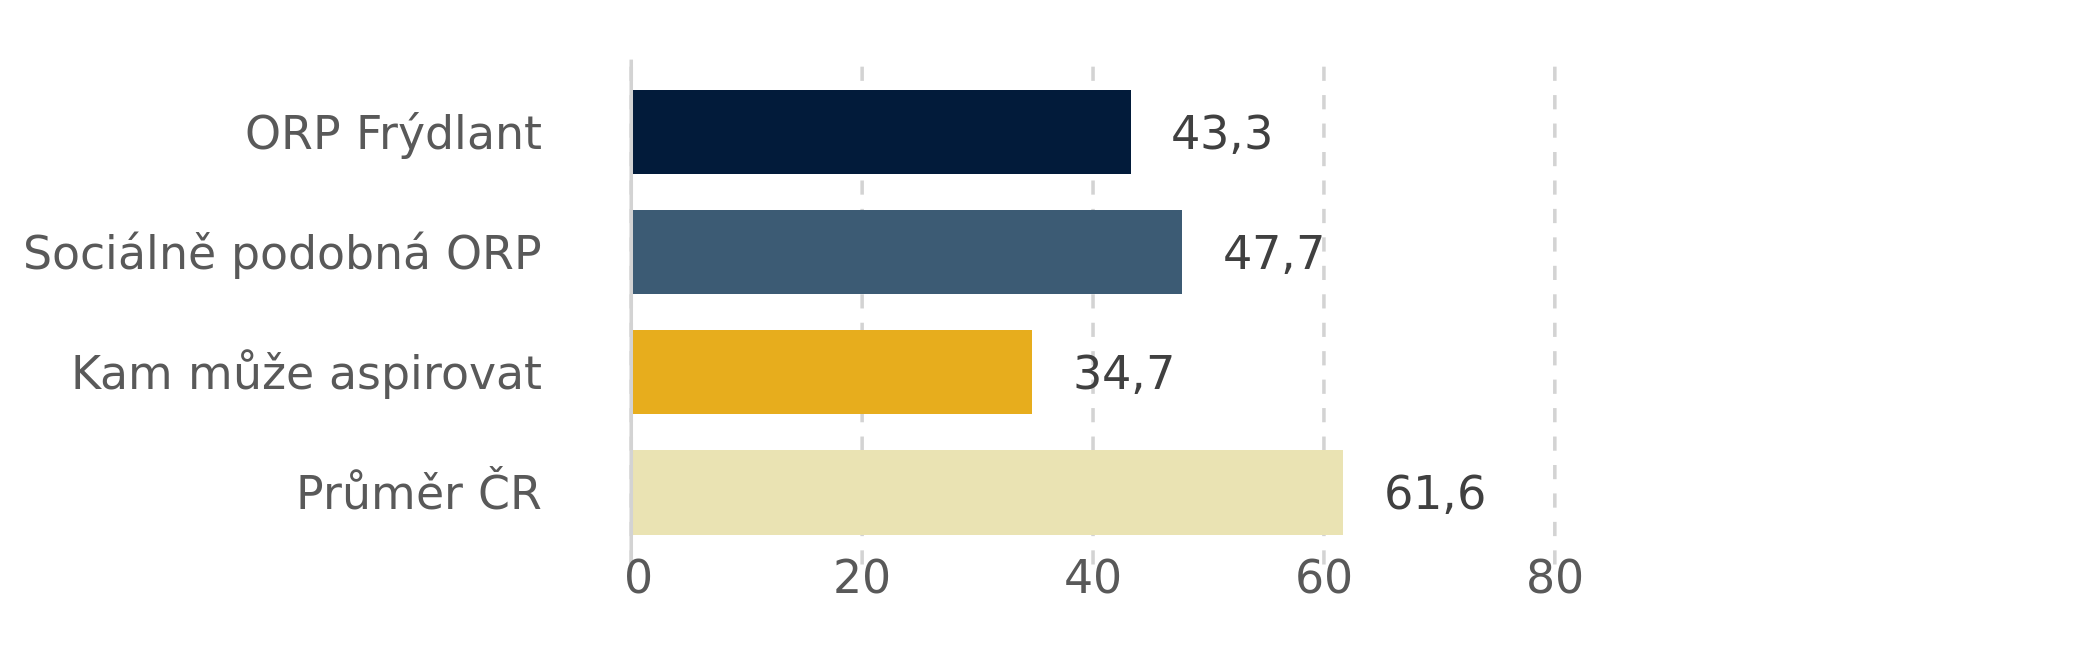 ORP Frýdlant 43,3
Sociálně podobná ORP 47,7
Kam může aspirovat 34,7
Průměr ČR 61,6
0 20 40 60 80